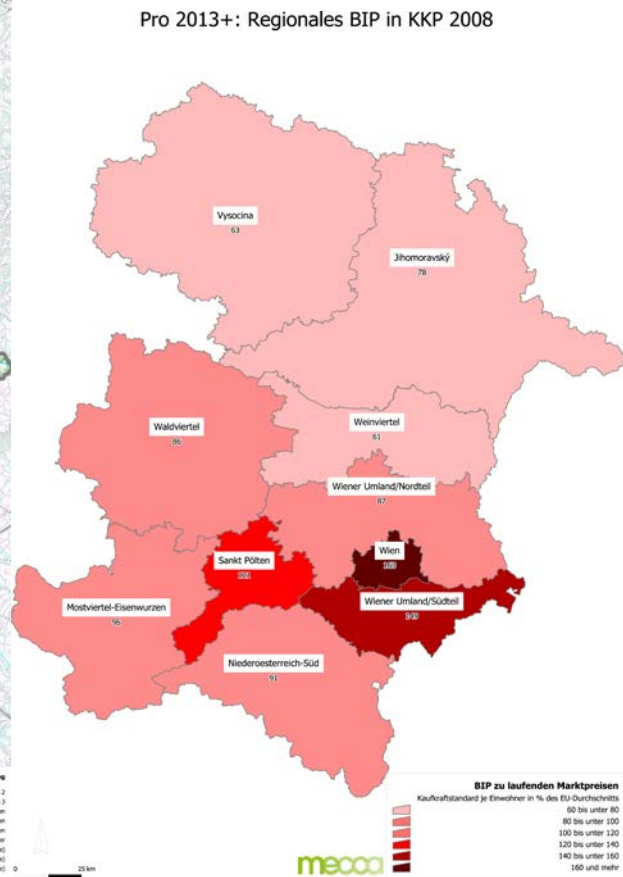 Pro 2013+: Regionales BIP in KKP 2008
Vysocina
63
Jihomoravský
78
Waldviertel
86
Weinviertel
61
Wiener Umland/Nordteil
87
Wien
Sankt Pölten
Wiener Umland/Südteil
149
Mostviertel-Eisenwurzen
96
Niederoesterreich-Süd
91
BIP zu laufenden Marktpreisen
Kaufkraftstandard je Einwohner in % des EU-Durchschnitts
60 bis unter 80
80 bis unter 100
100 bis unter 120
120 bis unter 140
140 bis unter 160
160 und mehr
0 25 km
mecca